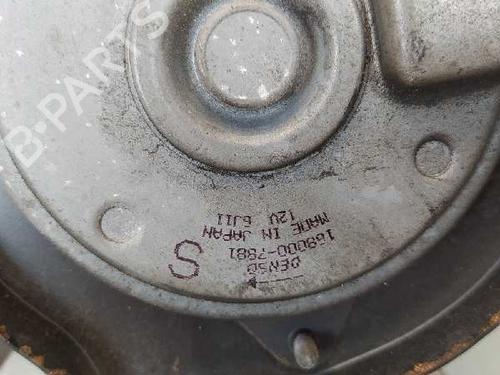 B-PARTS
DENSO
168000-7881
MADE IN JAPAN
12V 6J11
S